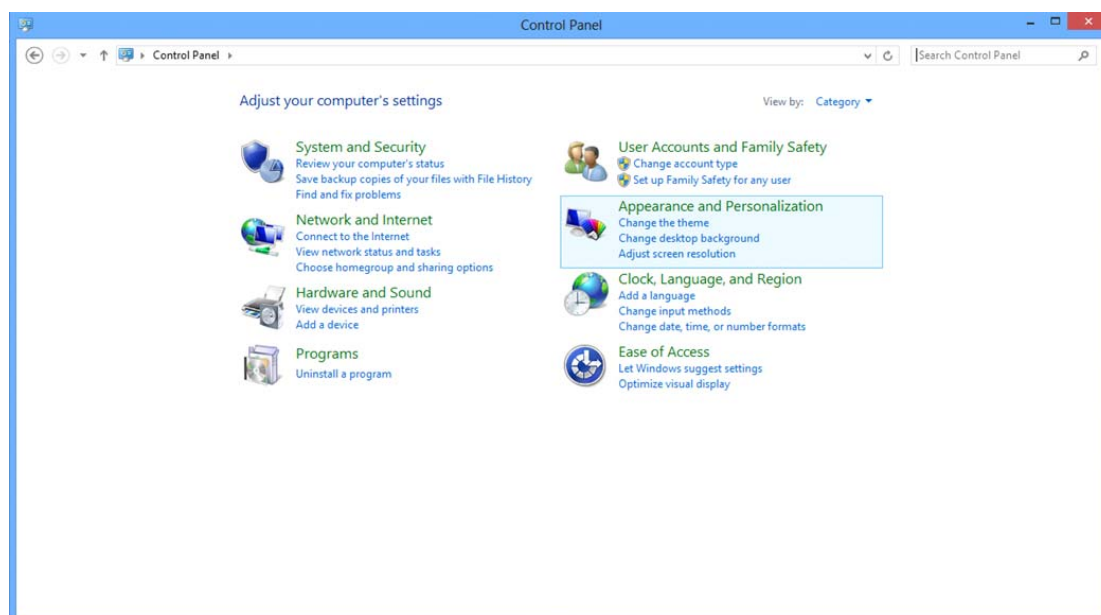 Control Panel
Control Panel
Search Control Panel
Adjust your computer's settings
View by: Category
System and Security
Review your computer's status
Save backup copies of your files with File History
Find and fix problems
Network and Internet
Connect to the Internet
View network status and tasks
Choose homegroup and sharing options
Hardware and Sound
View devices and printers
Add a device
Programs
Uninstall a program
User Accounts and Family Safety
Change account type
Set up Family Safety for any user
Appearance and Personalization
Change the theme
Change desktop background
Adjust screen resolution
Clock, Language, and Region
Add a language
Change input methods
Change date, time, or number formats
Ease of Access
Let Windows suggest settings
Optimize visual display